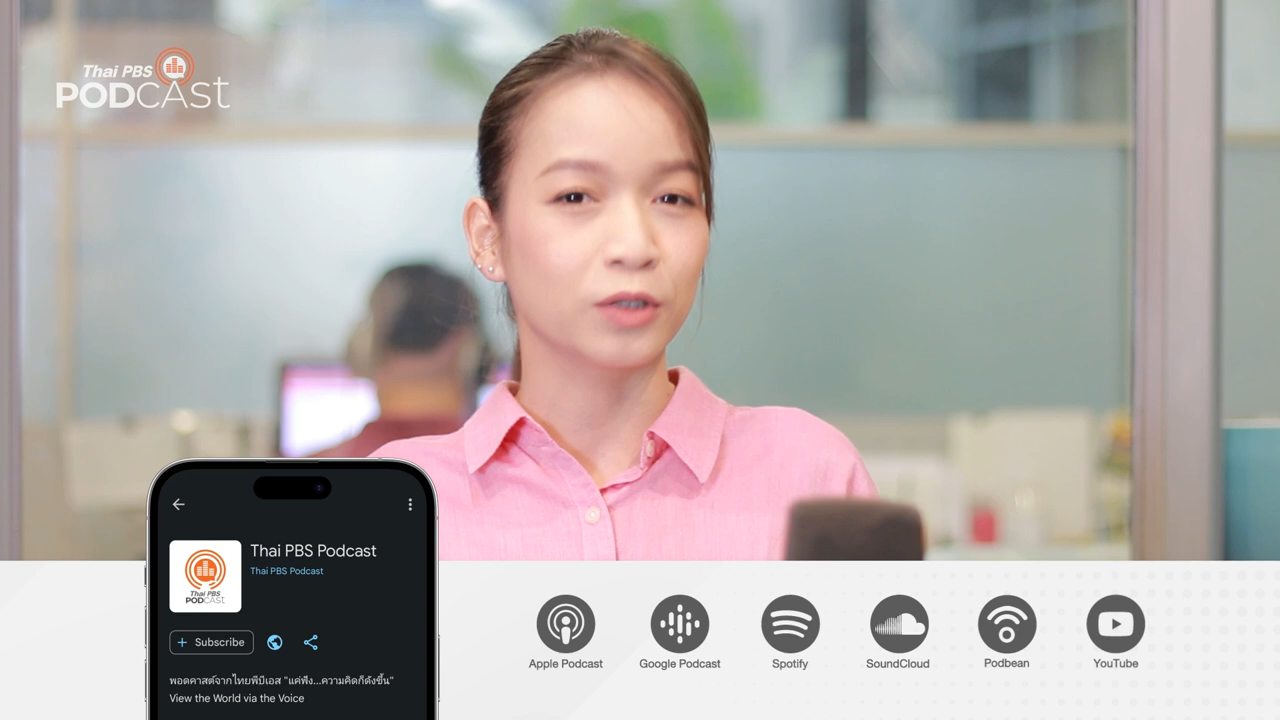 Thai PBS
PODCAST
Thai PBS Podcast
Thai PBS Podcast
Thai PBS
PODCAST
+ Subscribe
พอดคาสต์จากไทยพีบีเอส "แค่ฟัง...ความคิดก็ดังขึ้น"
View the World via the Voice
Apple Podcast
Google Podcast
Spotify
SoundCloud
Podbean
YouTube